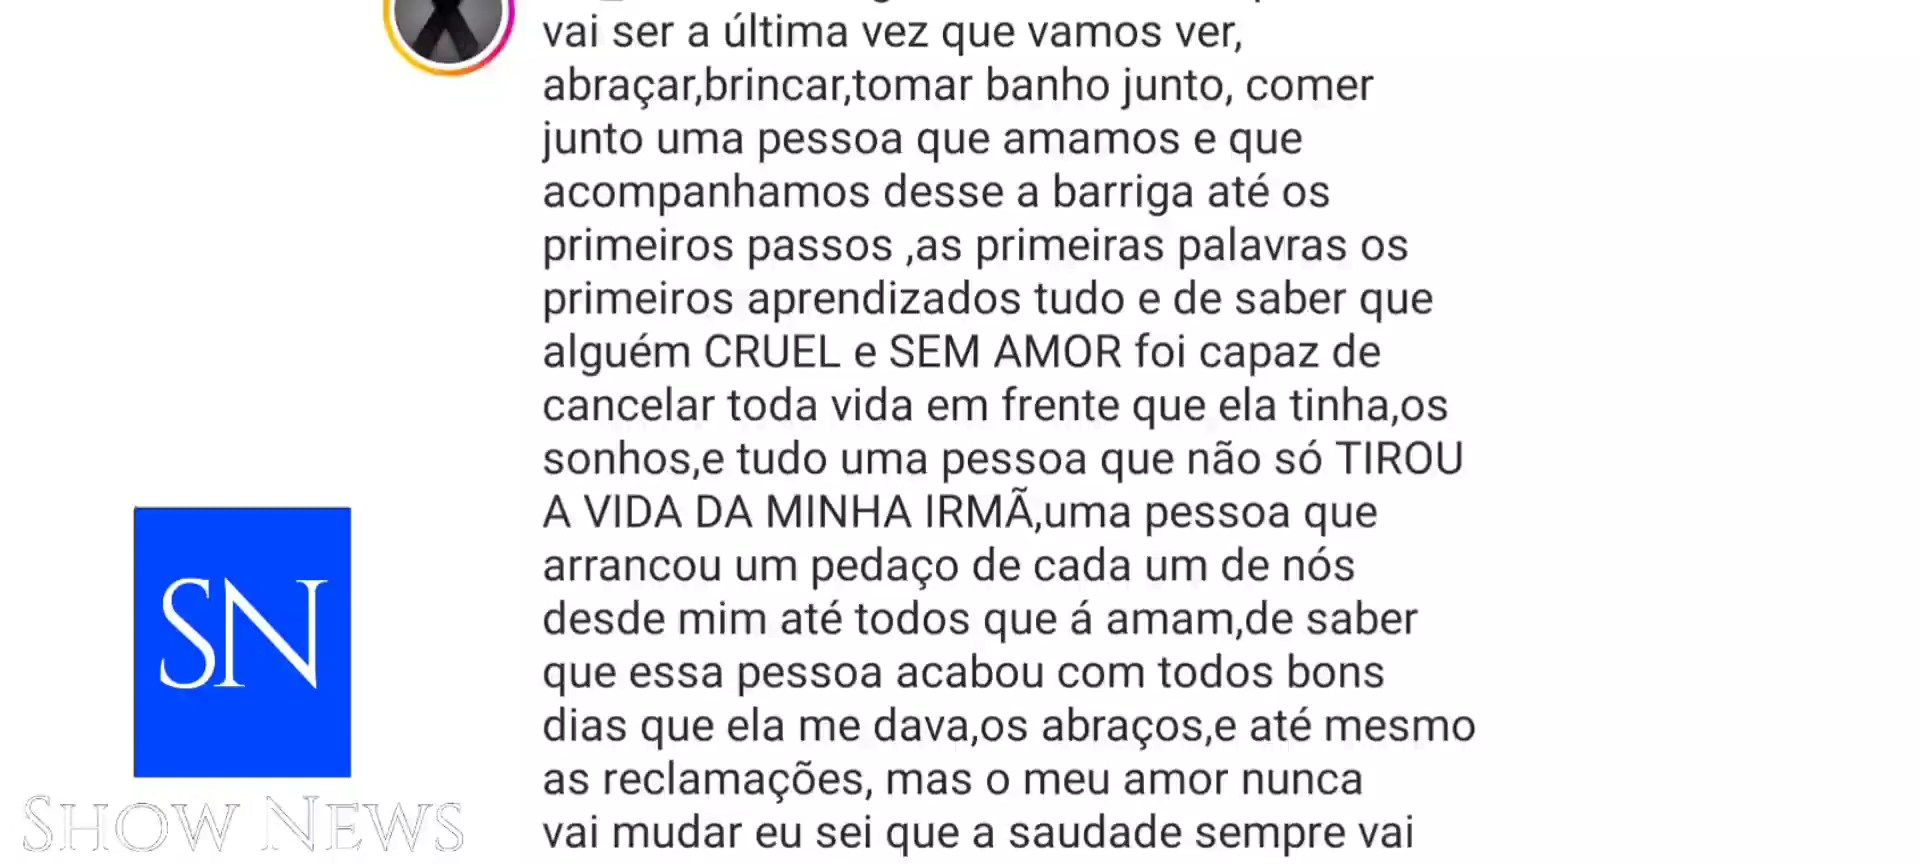 vai ser a última vez que vamos ver,
abraçar,brincar,tomar banho junto, comer
junto uma pessoa que amamos e que
acompanhamos desse a barriga até os
primeiros passos ,as primeiras palavras os
primeiros aprendizados tudo e de saber que
alguém CRUEL e SEM AMOR foi capaz de
cancelar toda vida em frente que ela tinha,os
sonhos,e tudo uma pessoa que não só TIROU
A VIDA DA MINHA IRMÃ,uma pessoa que
arrancou um pedaço de cada um de nós
desde mim até todos que á amam,de saber
que essa pessoa acabou com todos bons
dias que ela me dava,os abraços,e até mesmo
as reclamações, mas o meu amor nunca
vai mudar eu sei que a saudade sempre vai
SN
SHOW NEWS